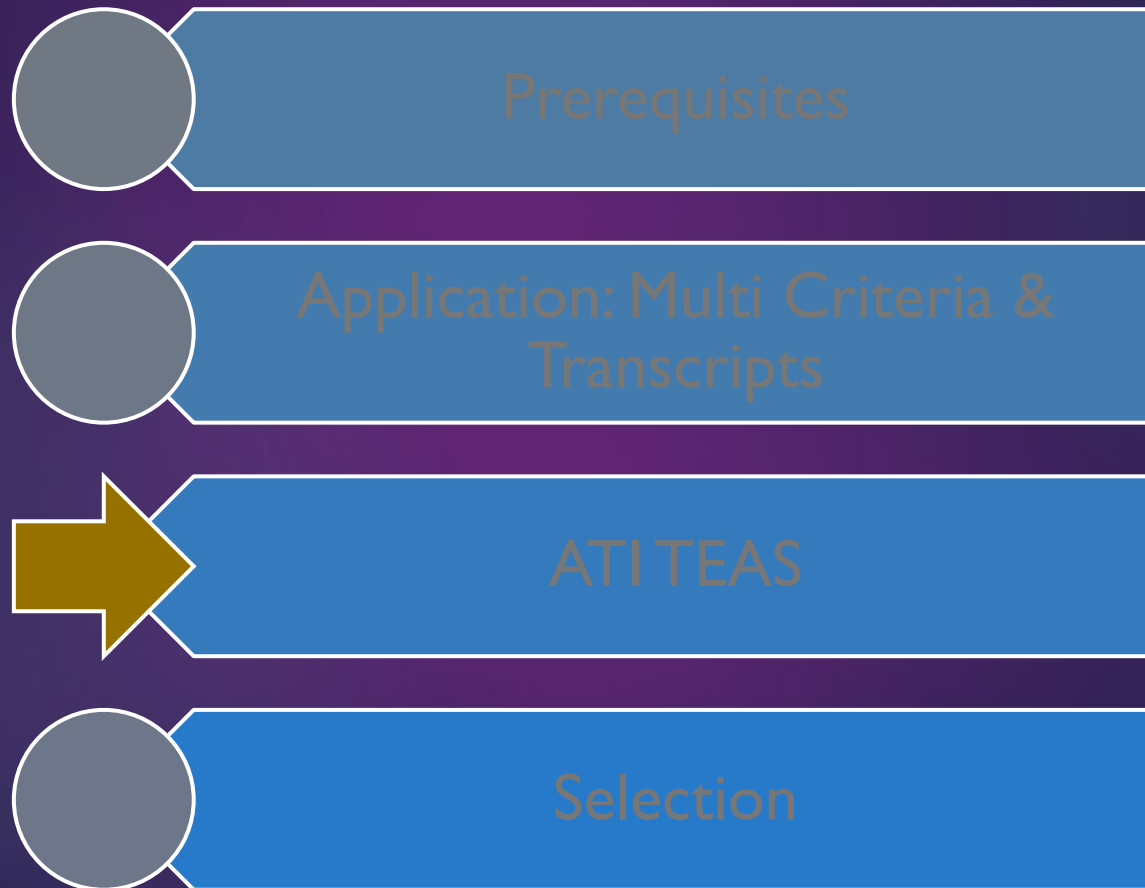 Prerequisites
Application: Multi Criteria &
Transcripts
ATI TEAS
Selection